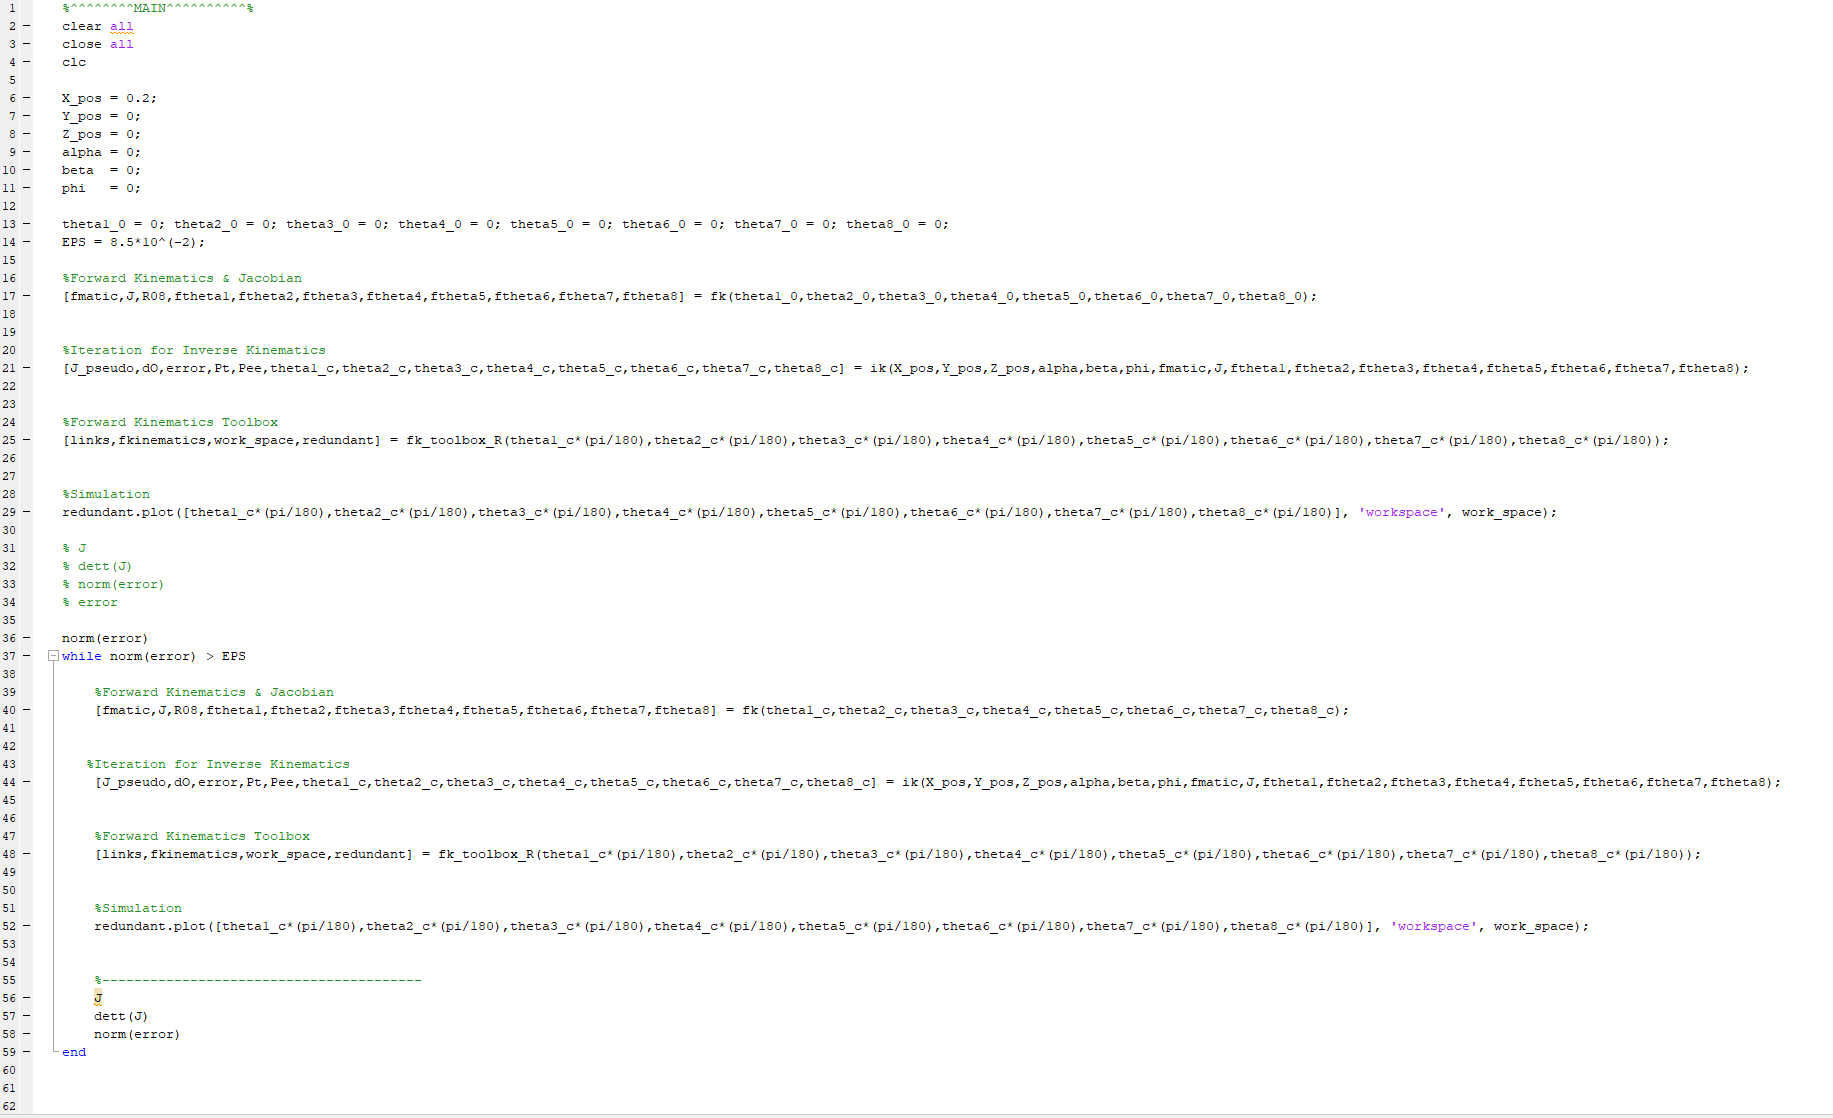 1 %^^^^^^^^MAIN^^^^^^^^^^%
2 – clear all
3 – close all
4 – clc
5
6 – X_pos = 0.2;
7 – Y_pos = 0;
8 – Z_pos = 0;
9 – alpha = 0;
10 – beta  = 0;
11 – phi   = 0;
12
13 – theta1_0 = 0; theta2_0 = 0; theta3_0 = 0; theta4_0 = 0; theta5_0 = 0; theta6_0 = 0; theta7_0 = 0; theta8_0 = 0;
14 – EPS = 8.5*10^(-2);
15
16 %Forward Kinematics & Jacobian
17 – [fmatic,J,R08,ftheta1,ftheta2,ftheta3,ftheta4,ftheta5,ftheta6,ftheta7,ftheta8] = fk(theta1_0,theta2_0,theta3_0,theta4_0,theta5_0,theta6_0,theta7_0,theta8_0);
18
19
20 %Iteration for Inverse Kinematics
21 – [J_pseudo,dO,error,Pt,Pee,theta1_c,theta2_c,theta3_c,theta4_c,theta5_c,theta6_c,theta7_c,theta8_c] = ik(X_pos,Y_pos,Z_pos,alpha,beta,phi,fmatic,J,ftheta1,ftheta2,ftheta3,ftheta4,ftheta5,ftheta6,ftheta7,ftheta8);
22
23
24 %Forward Kinematics Toolbox
25 – [links,fkinematics,work_space,redundant] = fk_toolbox_R(theta1_c*(pi/180),theta2_c*(pi/180),theta3_c*(pi/180),theta4_c*(pi/180),theta5_c*(pi/180),theta6_c*(pi/180),theta7_c*(pi/180),theta8_c*(pi/180));
26
27
28 %Simulation
29 – redundant.plot([theta1_c*(pi/180),theta2_c*(pi/180),theta3_c*(pi/180),theta4_c*(pi/180),theta5_c*(pi/180),theta6_c*(pi/180),theta7_c*(pi/180),theta8_c*(pi/180)], 'workspace', work_space);
30
31 % J
32 % dett(J)
33 % norm(error)
34 % error
35
36 – norm(error)
37 – while norm(error) > EPS
38
39 %Forward Kinematics & Jacobian
40 – [fmatic,J,R08,ftheta1,ftheta2,ftheta3,ftheta4,ftheta5,ftheta6,ftheta7,ftheta8] = fk(theta1_c,theta2_c,theta3_c,theta4_c,theta5_c,theta6_c,theta7_c,theta8_c);
41
42
43 %Iteration for Inverse Kinematics
44 – [J_pseudo,dO,error,Pt,Pee,theta1_c,theta2_c,theta3_c,theta4_c,theta5_c,theta6_c,theta7_c,theta8_c] = ik(X_pos,Y_pos,Z_pos,alpha,beta,phi,fmatic,J,ftheta1,ftheta2,ftheta3,ftheta4,ftheta5,ftheta6,ftheta7,ftheta8);
45
46
47 %Forward Kinematics Toolbox
48 – [links,fkinematics,work_space,redundant] = fk_toolbox_R(theta1_c*(pi/180),theta2_c*(pi/180),theta3_c*(pi/180),theta4_c*(pi/180),theta5_c*(pi/180),theta6_c*(pi/180),theta7_c*(pi/180),theta8_c*(pi/180));
49
50
51 %Simulation
52 – redundant.plot([theta1_c*(pi/180),theta2_c*(pi/180),theta3_c*(pi/180),theta4_c*(pi/180),theta5_c*(pi/180),theta6_c*(pi/180),theta7_c*(pi/180),theta8_c*(pi/180)], 'workspace', work_space);
53
54
55 %----------------------------------------
56 – J
57 – dett(J)
58 – norm(error)
59 – end
60
61
62